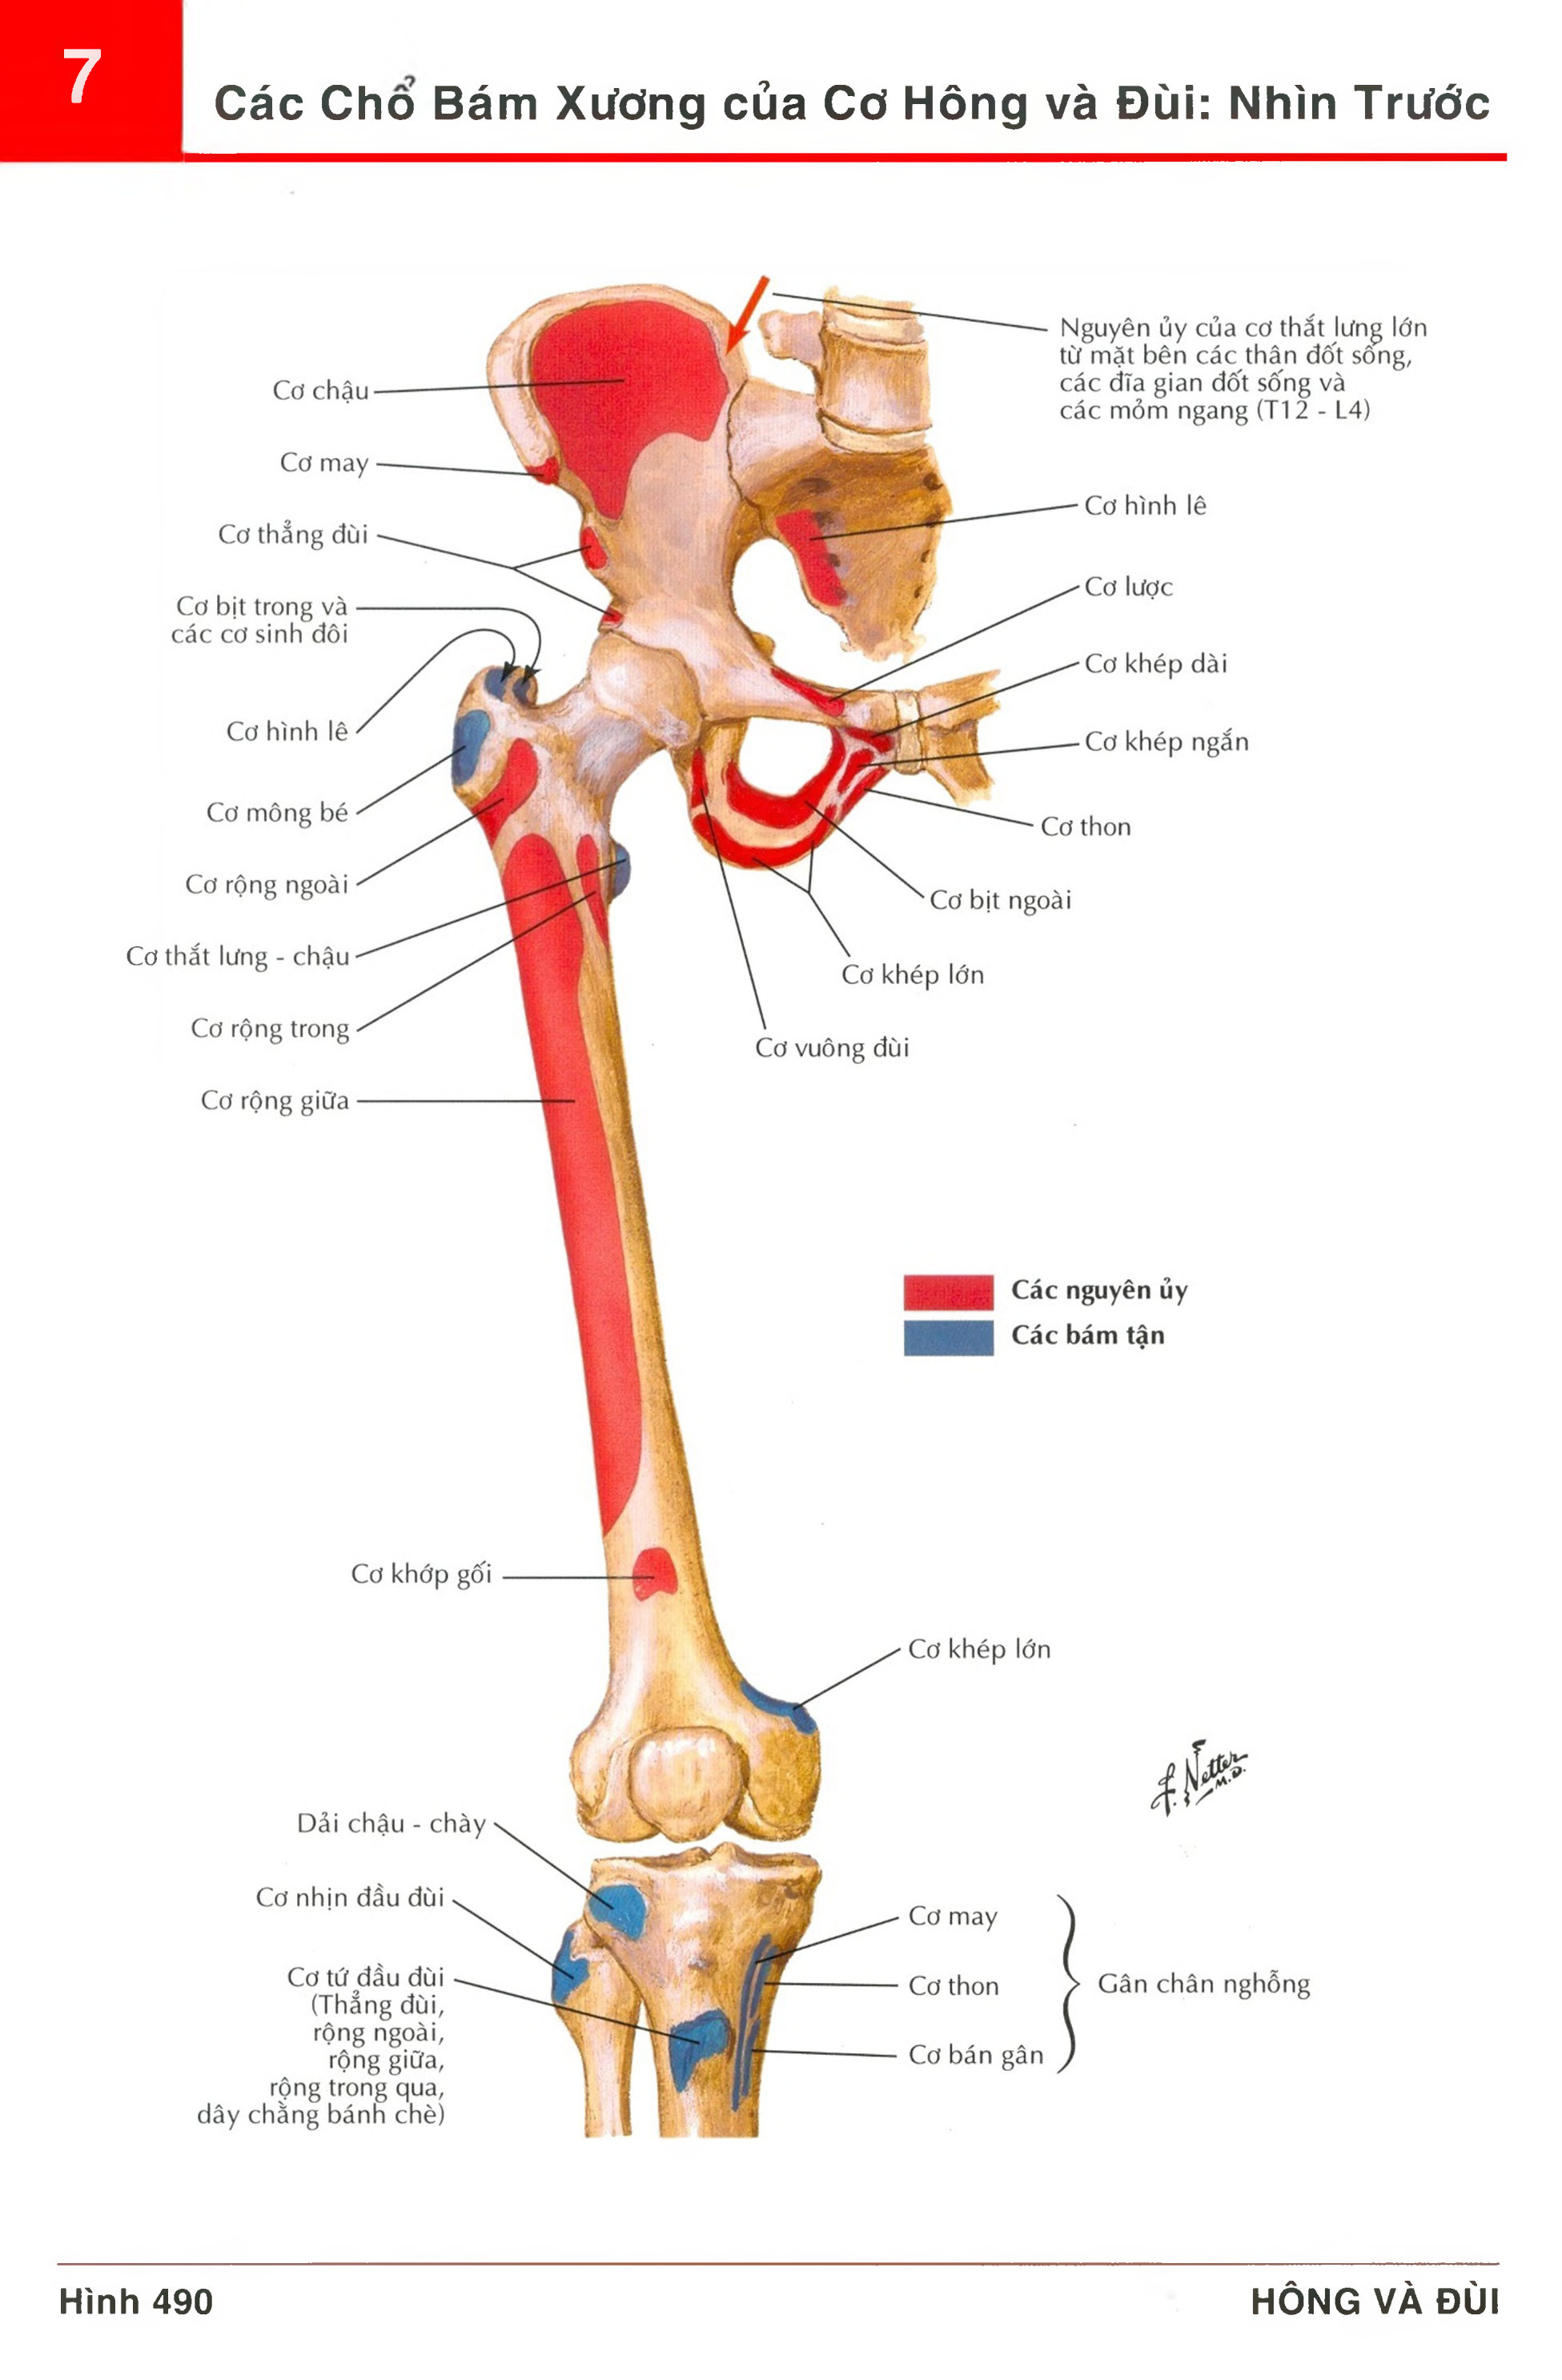 7
Các Chổ Bám Xương của Cơ Hông và Đùi: Nhìn Trước
Nguyên ủy của cơ thắt lưng lớn
từ mặt bên các thân đốt sống,
các đĩa gian đốt sống và
các mỏm ngang (T12 - L4)
Cơ chậu
Cơ may
Cơ thẳng đùi
Cơ bịt trong và
các cơ sinh đôi
Cơ hình lê
Cơ mông bé
Cơ rộng ngoài
Cơ thắt lưng - chậu
Cơ rộng trong
Cơ rộng giữa
Cơ hình lê
Cơ lược
Cơ khép dài
Cơ khép ngắn
Cơ thon
Cơ bịt ngoài
Cơ khép lớn
Cơ vuông đùi
Các nguyên ủy
Các bám tận
Cơ khớp gối
Cơ khép lớn
F. Netter
M.D.
Dải chậu - chày
Cơ nhịn đầu đùi
Cơ tứ đầu đùi
(Thẳng đùi,
rộng ngoài,
rộng giữa,
rộng trong qua,
dây chằng bánh chè)
Cơ may
Cơ thon
Cơ bán gân
Gân chân nghỗng
Hình 490
HÔNG VÀ ĐÙI